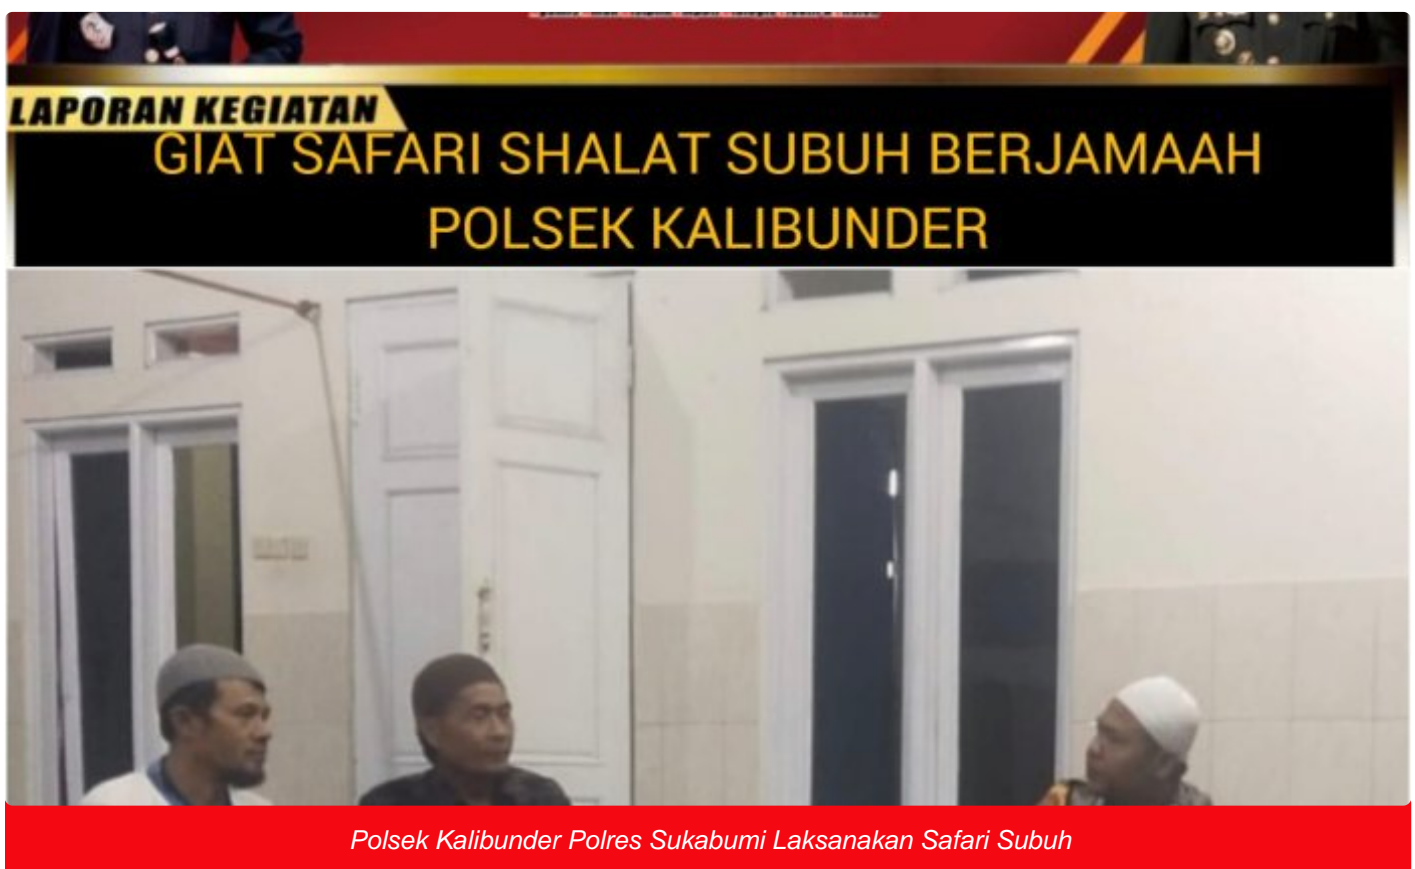 LAPORAN KEGIATAN
GIAT SAFARI SHALAT SUBUH BERJAMAAH
POLSEK KALIBUNDER
Polsek Kalibunder Polres Sukabumi Laksanakan Safari Subuh